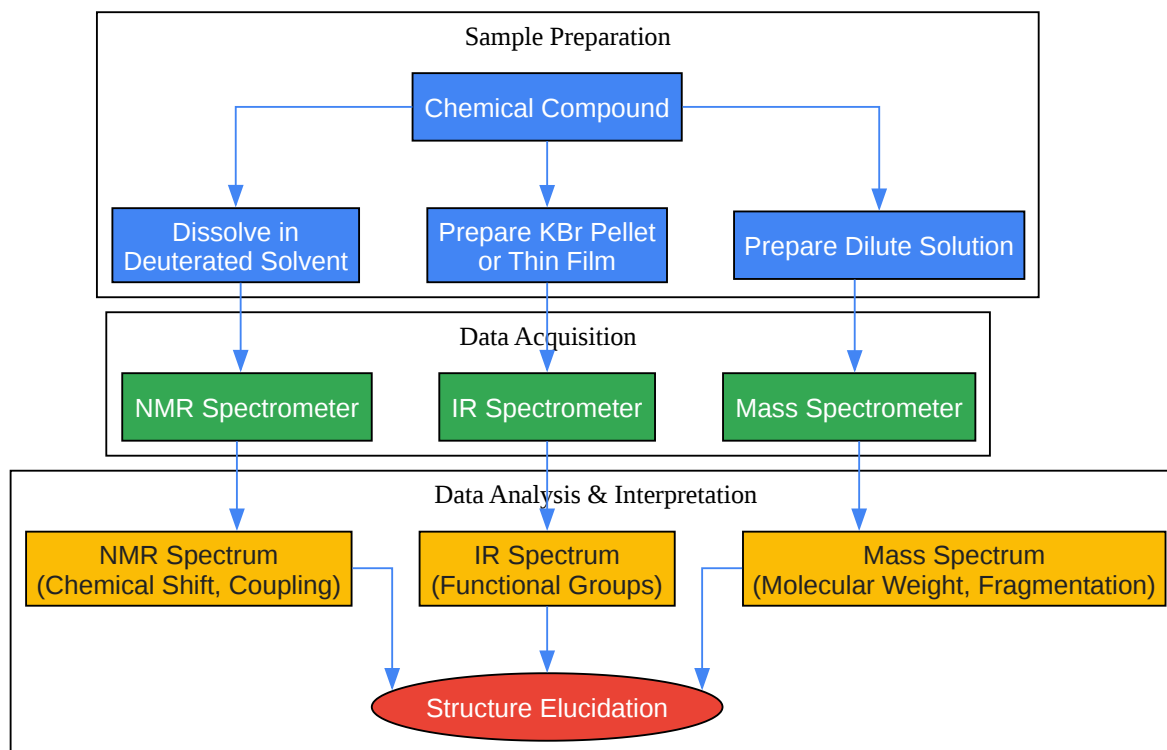 Sample Preparation
Chemical Compound
Dissolve in
Deuterated Solvent
Prepare KBr Pellet
or Thin Film
Prepare Dilute Solution
Data Acquisition
NMR Spectrometer
IR Spectrometer
Mass Spectrometer
Data Analysis & Interpretation
NMR Spectrum
(Chemical Shift, Coupling)
IR Spectrum
(Functional Groups)
Mass Spectrum
(Molecular Weight, Fragmentation)
Structure Elucidation